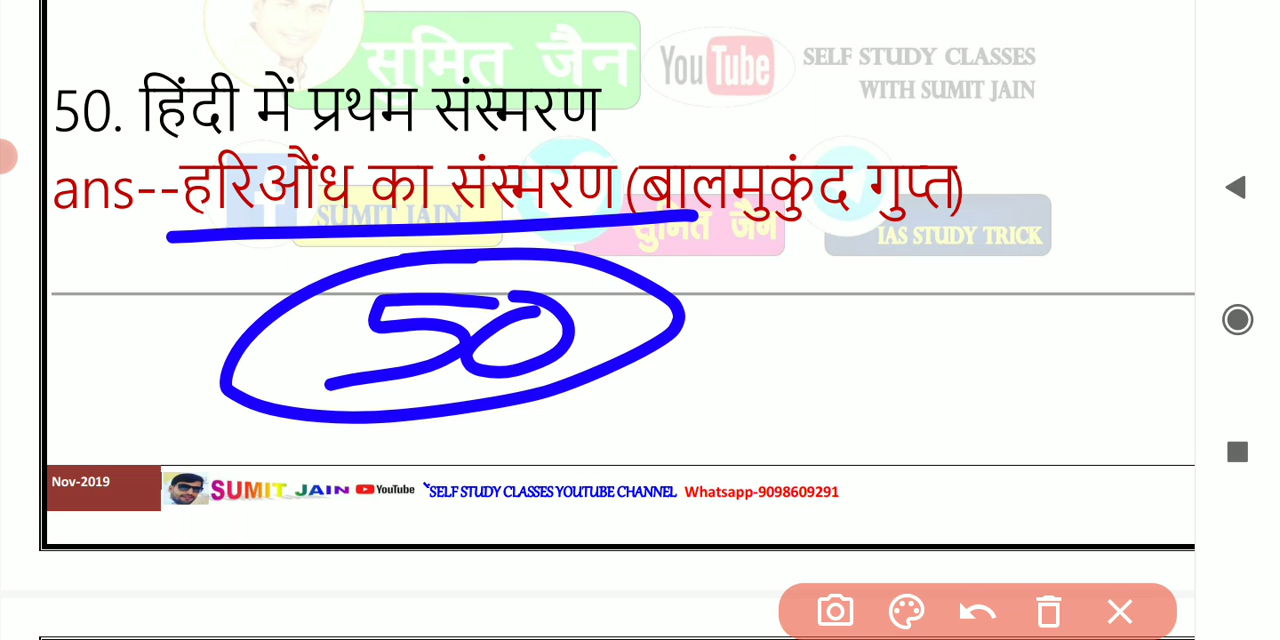 सुमित जैन
YouTube
SELF STUDY CLASSES
WITH SUMIT JAIN
50. हिंदी में प्रथम संस्मरण
ans--हरिऔंध का संस्मरण (बालमुकुंद गुप्त)
SUMIT JAIN
सुमित जैन
IAS STUDY TRICK
50
Nov-2019
SUMIT JAIN YouTube `SELF STUDY CLASSES YOUTUBE CHANNEL Whatsapp-9098609291